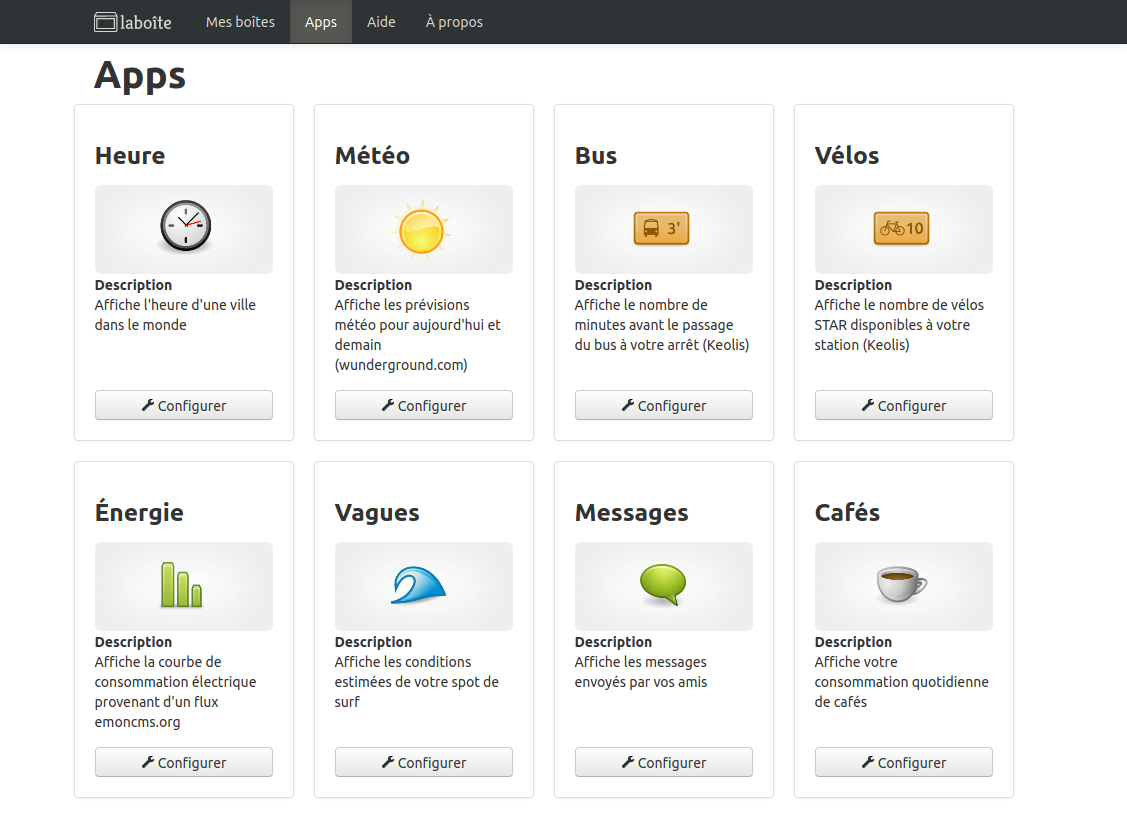 laboîte Mes boîtes Apps Aide À propos
Apps
Heure
Description
Affiche l'heure d'une ville
dans le monde
Configurer
Météo
Description
Affiche les prévisions
météo pour aujourd'hui et
demain
(wunderground.com)
Configurer
Bus
3'
Description
Affiche le nombre de
minutes avant le passage
du bus à votre arrêt (Keolis)
Configurer
Vélos
10
Description
Affiche le nombre de vélos
STAR disponibles à votre
station (Keolis)
Configurer
Énergie
Description
Affiche la courbe de
consommation électrique
provenant d'un flux
emoncms.org
Configurer
Vagues
Description
Affiche les conditions
estimées de votre spot de
surf
Configurer
Messages
Description
Affiche les messages
envoyés par vos amis
Configurer
Cafés
Description
Affiche votre
consommation quotidienne
de cafés
Configurer